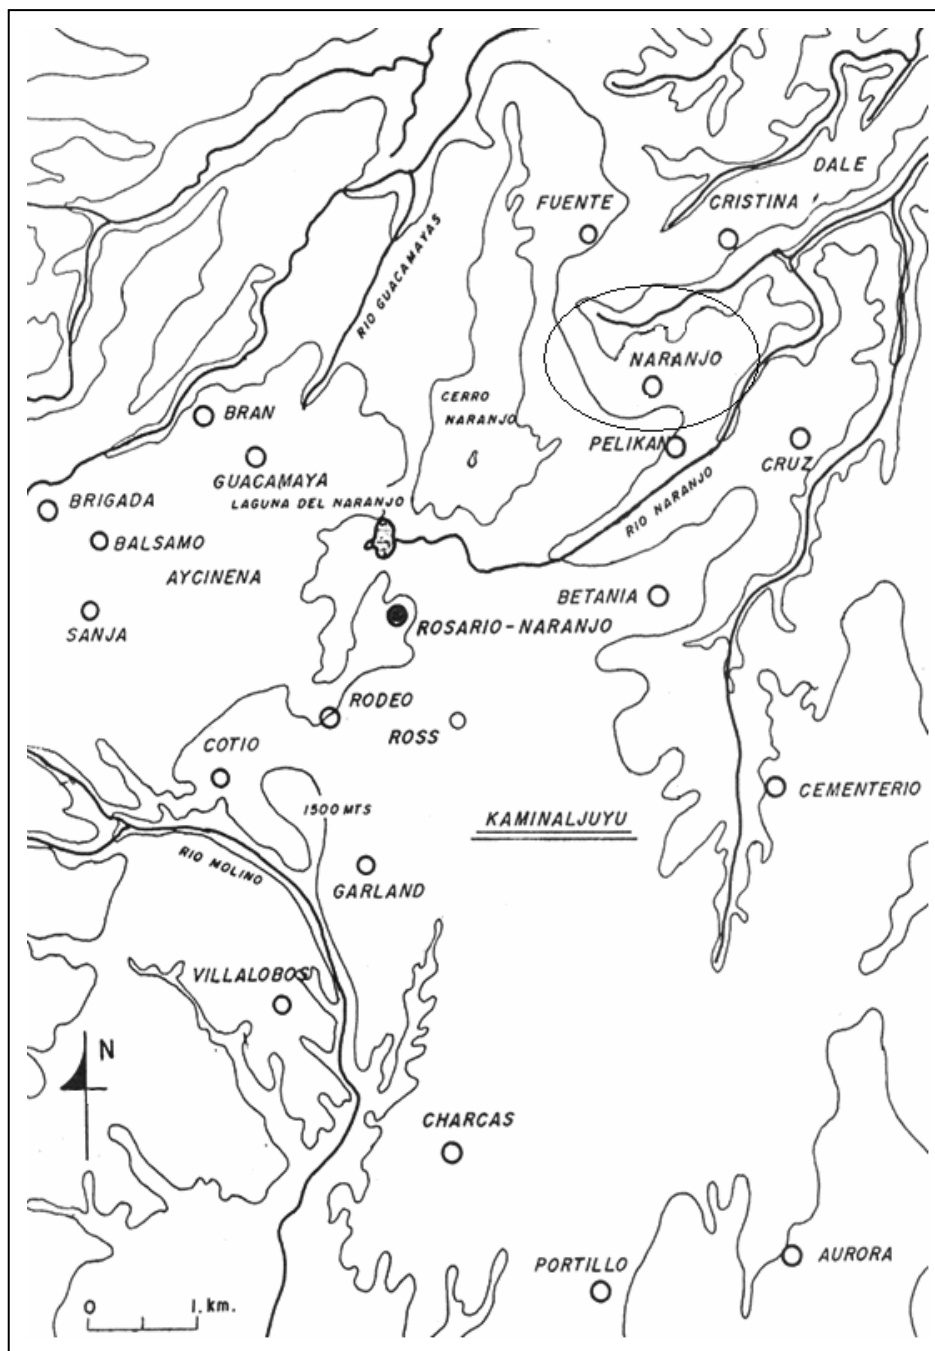 DALE
FUENTE
CRISTINA
RIO GUACAMAYAS
NARANJO
CERRO
NARANJO
BRAN
PELIKAN
CRUZ
GUACAMAYA
LAGUNA DEL NARANJO
BRIGADA
RIO NARANJO
BALSAMO
AYCINENA
BETANIA
SANJA
ROSARIO-NARANJO
RODEO
ROSS
COTIO
CEMENTERIO
1500 MTS
KAMINALJUYU
RIO MOLINO
GARLAND
VILLALOBOS
N
CHARCAS
AURORA
PORTILLO
0 1. km.